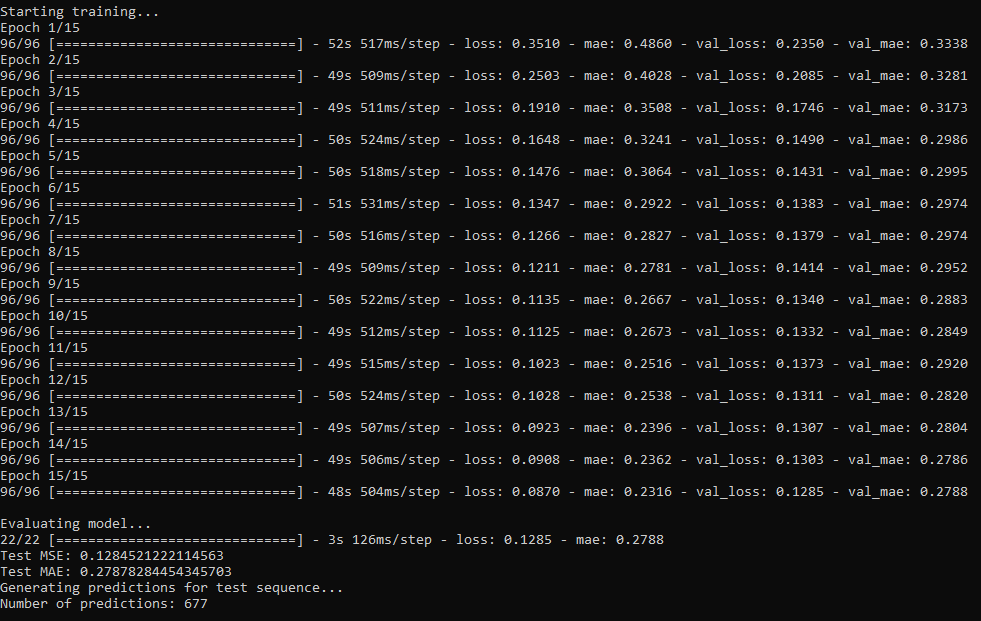 Starting training...
Epoch 1/15
96/96 [==============================] - 52s 517ms/step - loss: 0.3510 - mae: 0.4860 - val_loss: 0.2350 - val_mae: 0.3338
Epoch 2/15
96/96 [==============================] - 49s 509ms/step - loss: 0.2503 - mae: 0.4028 - val_loss: 0.2085 - val_mae: 0.3281
Epoch 3/15
96/96 [==============================] - 49s 511ms/step - loss: 0.1910 - mae: 0.3508 - val_loss: 0.1746 - val_mae: 0.3173
Epoch 4/15
96/96 [==============================] - 50s 524ms/step - loss: 0.1648 - mae: 0.3241 - val_loss: 0.1490 - val_mae: 0.2986
Epoch 5/15
96/96 [==============================] - 50s 518ms/step - loss: 0.1476 - mae: 0.3064 - val_loss: 0.1431 - val_mae: 0.2995
Epoch 6/15
96/96 [==============================] - 51s 531ms/step - loss: 0.1347 - mae: 0.2922 - val_loss: 0.1383 - val_mae: 0.2974
Epoch 7/15
96/96 [==============================] - 50s 516ms/step - loss: 0.1266 - mae: 0.2827 - val_loss: 0.1379 - val_mae: 0.2974
Epoch 8/15
96/96 [==============================] - 49s 509ms/step - loss: 0.1211 - mae: 0.2781 - val_loss: 0.1414 - val_mae: 0.2952
Epoch 9/15
96/96 [==============================] - 50s 522ms/step - loss: 0.1135 - mae: 0.2667 - val_loss: 0.1340 - val_mae: 0.2883
Epoch 10/15
96/96 [==============================] - 49s 512ms/step - loss: 0.1125 - mae: 0.2673 - val_loss: 0.1332 - val_mae: 0.2849
Epoch 11/15
96/96 [==============================] - 49s 515ms/step - loss: 0.1023 - mae: 0.2516 - val_loss: 0.1373 - val_mae: 0.2920
Epoch 12/15
96/96 [==============================] - 50s 524ms/step - loss: 0.1028 - mae: 0.2538 - val_loss: 0.1311 - val_mae: 0.2820
Epoch 13/15
96/96 [==============================] - 49s 507ms/step - loss: 0.0923 - mae: 0.2396 - val_loss: 0.1307 - val_mae: 0.2804
Epoch 14/15
96/96 [==============================] - 49s 506ms/step - loss: 0.0908 - mae: 0.2362 - val_loss: 0.1303 - val_mae: 0.2786
Epoch 15/15
96/96 [==============================] - 48s 504ms/step - loss: 0.0870 - mae: 0.2316 - val_loss: 0.1285 - val_mae: 0.2788
Evaluating model...
22/22 [==============================] - 3s 126ms/step - loss: 0.1285 - mae: 0.2788
Test MSE: 0.1284521222114563
Test MAE: 0.27878284454345703
Generating predictions for test sequence...
Number of predictions: 677